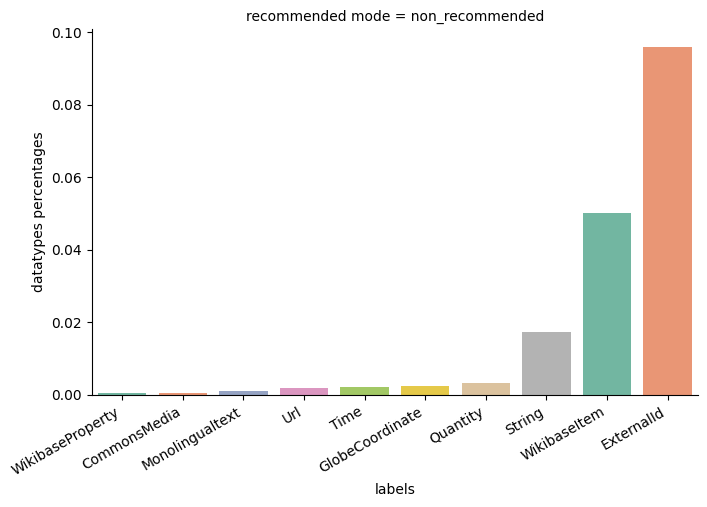 recommended mode = non_recommended
0.10
0.08
0.06
0.04
0.02
0.00
datatypes percentages
WikibaseProperty
CommonsMedia
Monolingualtext
Url
Time
GlobeCoordinate
Quantity
String
WikibaseItem
ExternalId
labels